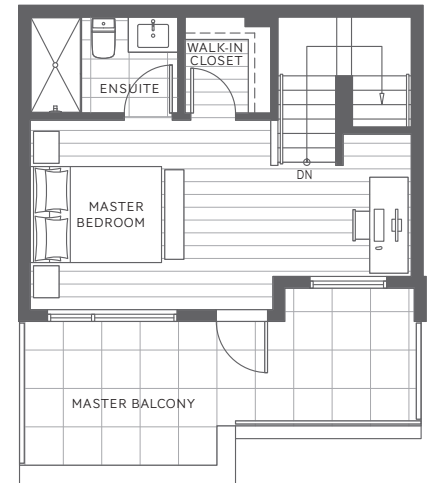 WALK-IN
CLOSET
ENSUITE
DN
MASTER
BEDROOM
MASTER BALCONY